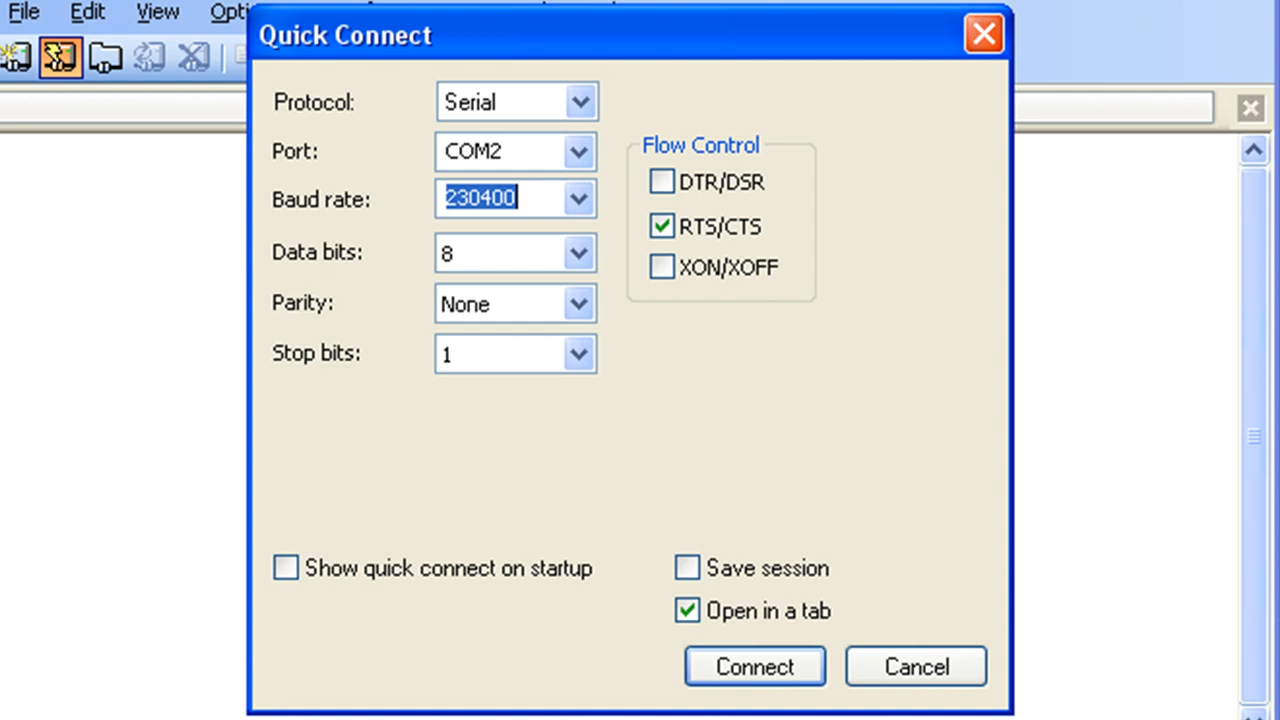 File Edit View
Quick Connect
Protocol: Serial
Port: COM2
Flow Control
DTR/DSR
Baud rate: 230400
RTS/CTS
Data bits: 8
XON/XOFF
Parity: None
Stop bits: 1
Show quick connect on startup
Save session
Open in a tab
Connect Cancel